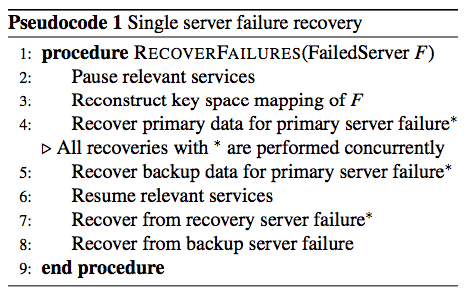 Pseudocode 1 Single server failure recovery
1: procedure RECOVERFAILURES(FailedServer F)
2: Pause relevant services
3: Reconstruct key space mapping of F
4: Recover primary data for primary server failure*
▷ All recoveries with * are performed concurrently
5: Recover backup data for primary server failure*
6: Resume relevant services
7: Recover from recovery server failure*
8: Recover from backup server failure
9: end procedure